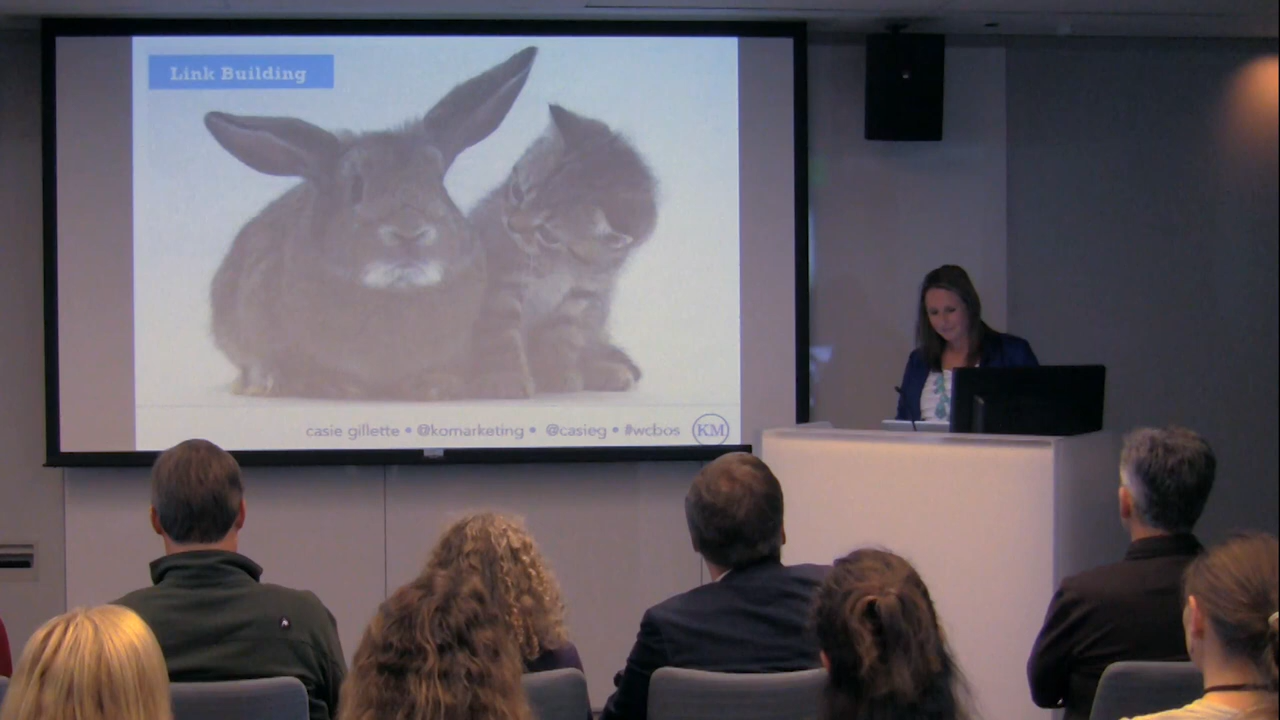 Link Building
casie gillette • @komarketing • @casieg • #wcbos KM